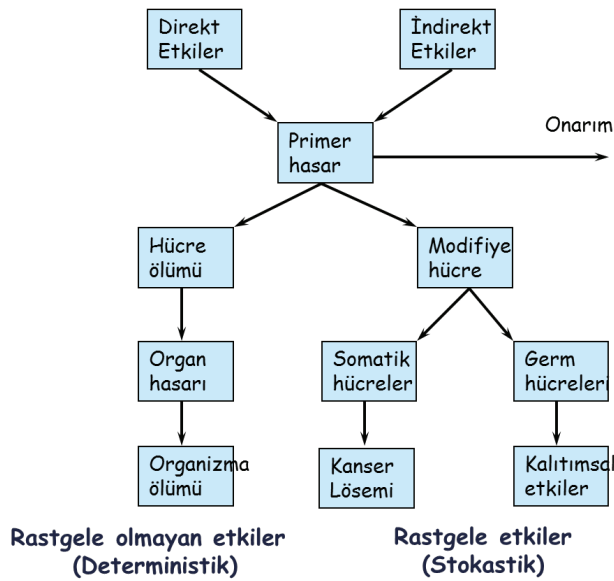 Direkt
Etkiler
İndirekt
Etkiler
Onarım
Primer
hasar
Hücre
ölümü
Modifiye
hücre
Organ
hasarı
Somatik
hücreler
Germ
hücreleri
Organizma
ölümü
Kanser
Lösemi
Kalıtımsal
etkiler
Rastgele olmayan etkiler
(Deterministik)
Rastgele etkiler
(Stokastik)